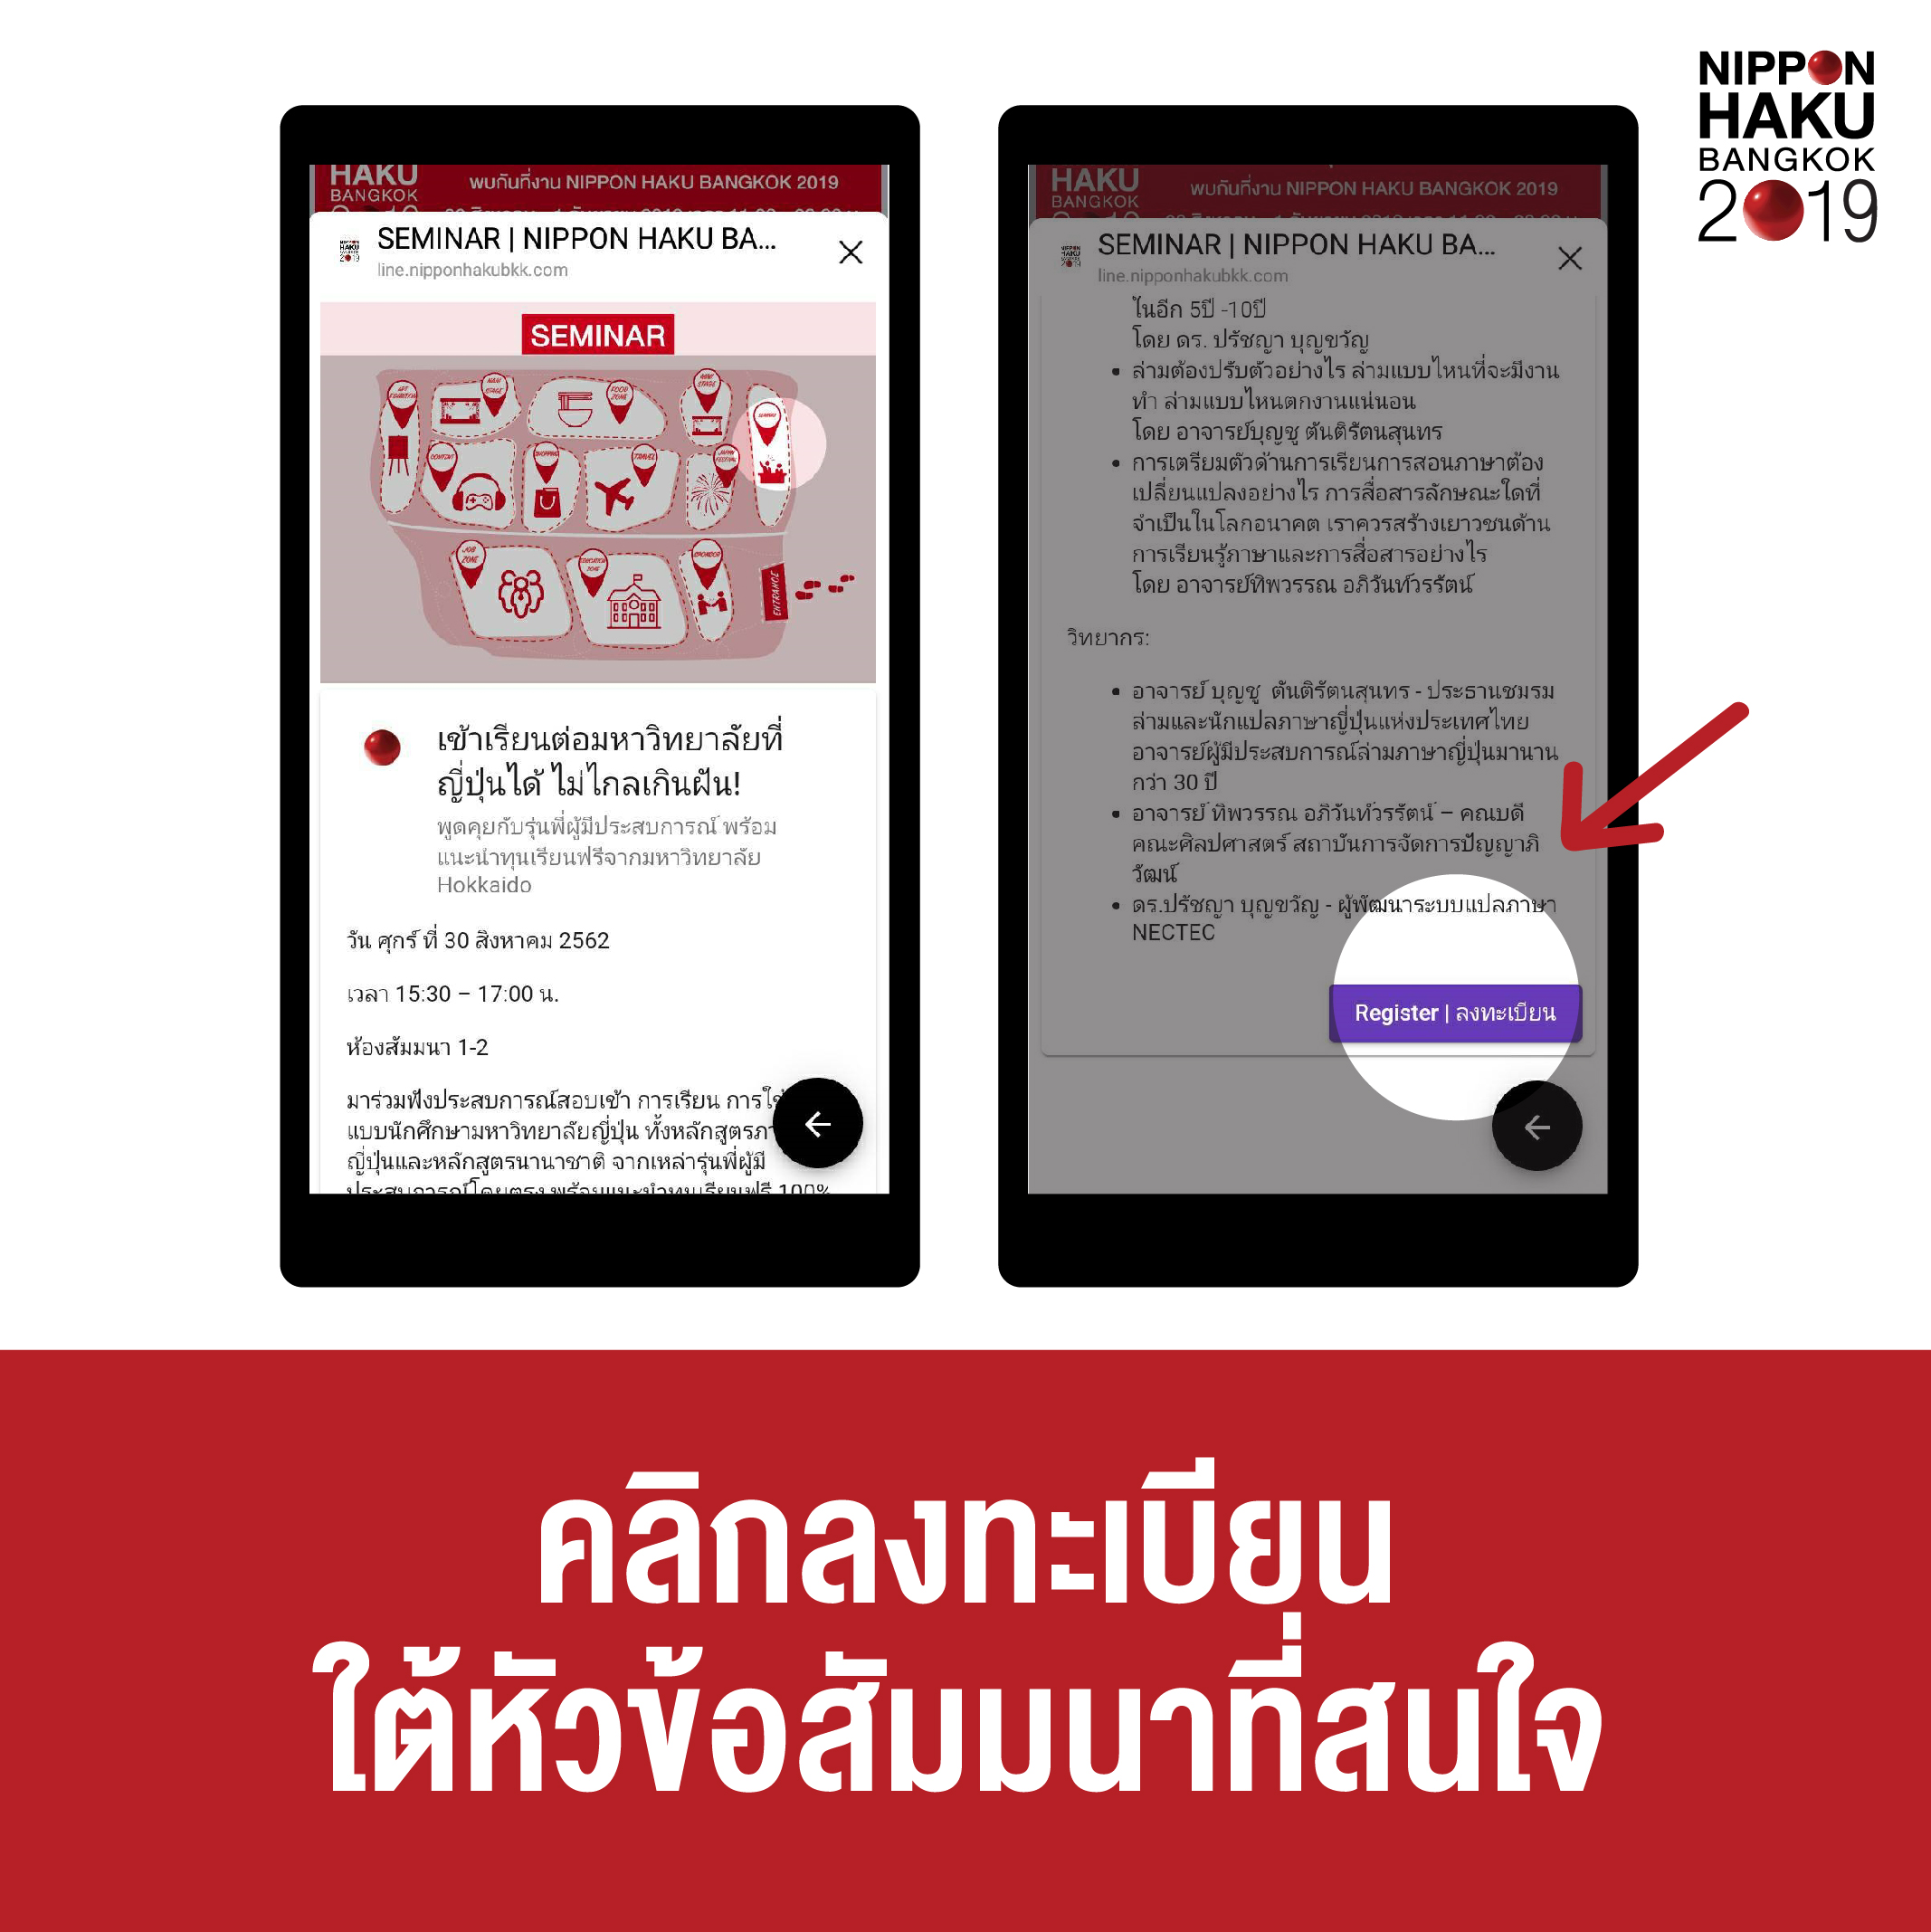 NIPPON
HAKU
BANGKOK
2019
HAKU
BANGKOK
พบกันที่งาน NIPPON HAKU BANGKOK 2019
SEMINAR | NIPPON HAKU BA...
line.nipponhakubkk.com
SEMINAR
ART
MAIN
STAGE
FOOD
ZONE
MINI
STAGE
SEMINAR
CONTENT
SHOPPING
TRAVEL
JAPAN
FESTIVAL
JOB
ZONE
EDUCATION
ZONE
SPONSOR
ENTRANCE
เข้าเรียนต่อมหาวิทยาลัยที่
ญี่ปุ่นได้ ไม่ไกลเกินฝัน!
พูดคุยกับรุ่นพี่ผู้มีประสบการณ์ พร้อม
แนะนำทุนเรียนฟรีจากมหาวิทยาลัย
Hokkaido
วัน ศุกร์ ที่ 30 สิงหาคม 2562
เวลา 15:30 – 17:00 น.
ห้องสัมมนา 1-2
มาร่วมฟังประสบการณ์สอบเข้า การเรียน การใช้
แบบนักศึกษามหาวิทยาลัยญี่ปุ่น ทั้งหลักสูตรภา
ญี่ปุ่นและหลักสูตรนานาชาติ จากเหล่ารุ่นพี่ผู้มี
ประสบการณ์โดยตรง พร้อมแนะนำทุนเรียนฟรี 100%
HAKU
BANGKOK
พบกันที่งาน NIPPON HAKU BANGKOK 2019
SEMINAR | NIPPON HAKU BA...
line.nipponhakubkk.com
ในอีก 5ปี -10ปี
โดย ดร. ปรัชญา บุญขวัญ
• ล่ามต้องปรับตัวอย่างไร ล่ามแบบไหนที่จะมีงาน
ทำ ล่ามแบบไหนตกงานแน่นอน
โดย อาจารย์บุญชู ตันติรัตนสุนทร
• การเตรียมตัวด้านการเรียนการสอนภาษาต้อง
เปลี่ยนแปลงอย่างไร การสื่อสารลักษณะใดที่
จำเป็นในโลกอนาคต เราควรสร้างเยาวชนด้าน
การเรียนรู้ภาษาและการสื่อสารอย่างไร
โดย อาจารย์ทิพวรรณ อภิวันท์วรรัตน์
วิทยากร:
• อาจารย์ บุญชู ตันติรัตนสุนทร - ประธานชมรม
ล่ามและนักแปลภาษาญี่ปุ่นแห่งประเทศไทย
อาจารย์ผู้มีประสบการณ์ล่ามภาษาญี่ปุ่นมานาน
กว่า 30 ปี
• อาจารย์ ทิพวรรณ อภิวันท์วรรัตน์ – คณบดี
คณะศิลปศาสตร์ สถาบันการจัดการปัญญาภิ
วัฒน์
• ดร.ปรัชญา บุญขวัญ - ผู้พัฒนาระบบแปลภาษา
NECTEC
Register | ลงทะเบียน
คลิกลงทะเบียน
ใต้หัวข้อสัมมนาที่สนใจ